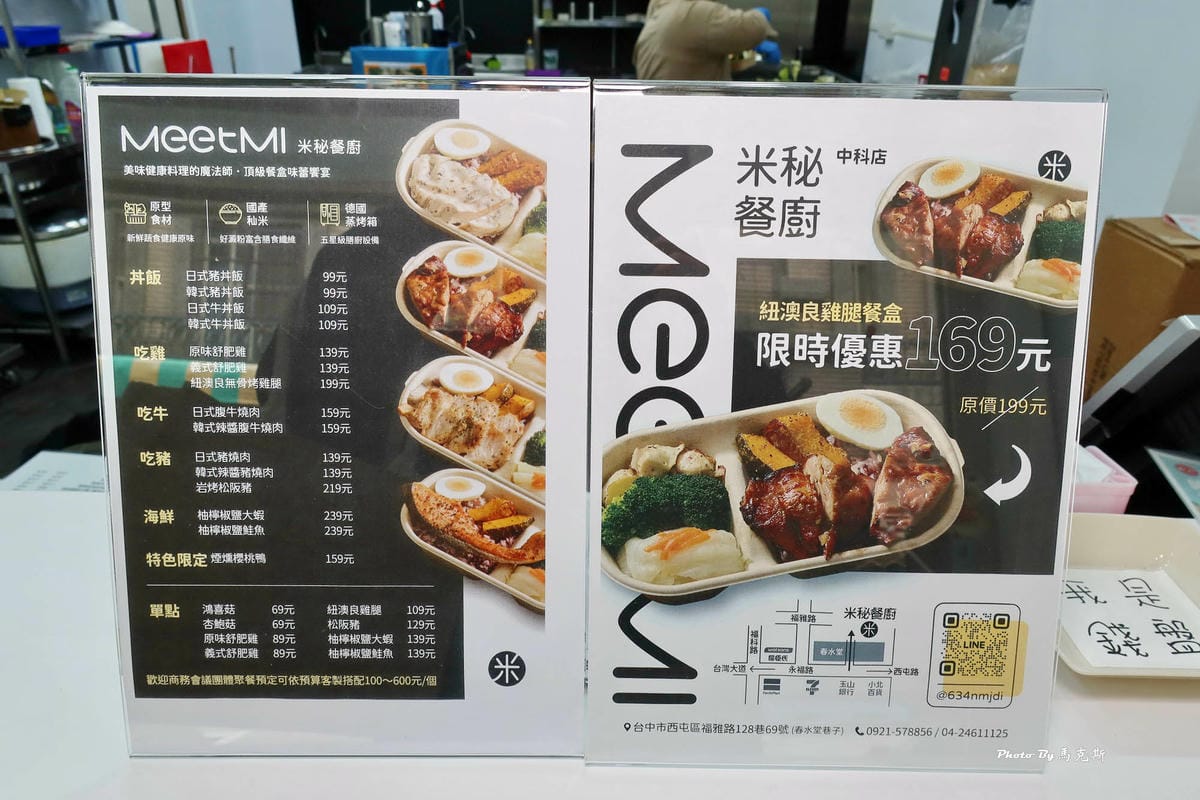 MeetMI 米秘餐廚
美味健康料理的魔法師・頂級餐盒味蕾饗宴
原型食材
新鮮蔬食健康原味
國產秈米
好澱粉富含膳食纖維
德國蒸烤箱
五星級膳廚設備
丼飯 日式豬丼飯 99元
韓式豬丼飯 99元
日式牛丼飯 109元
韓式牛丼飯 109元
吃雞 原味舒肥雞 139元
義式舒肥雞 139元
紐澳良無骨烤雞腿 199元
吃牛 日式腹牛燒肉 159元
韓式辣醬腹牛燒肉 159元
吃豬 日式豬燒肉 139元
韓式辣醬豬燒肉 139元
岩烤松阪豬 219元
海鮮 柚檸椒鹽大蝦 239元
柚檸椒鹽鮭魚 239元
特色限定 煙燻櫻桃鴨 159元
單點 鴻喜菇 69元 紐澳良雞腿 109元
杏鮑菇 69元 松阪豬 129元
原味舒肥雞 89元 柚檸椒鹽大蝦 139元
義式舒肥雞 89元 柚檸椒鹽鮭魚 139元
歡迎商務會議團體聚餐預定可依預算客製搭配100～600元/個
米
MeetMI
米秘餐廚 中科店
米
紐澳良雞腿餐盒
限時優惠169元
原價199元
米秘餐廚
米
福雅路
福科路
春水堂
台灣大道
永福路
西屯路
FamilyMart
玉山銀行
小北百貨
LINE
@634nmjdi
台中市西屯區福雅路128巷69號 (春水堂巷子) 0921-578856 / 04-24611125
Photo By 馬克斯